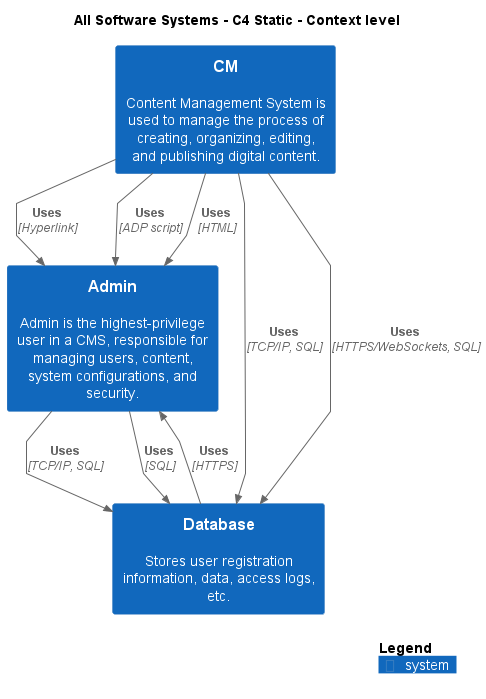 All Software Systems - C4 Static - Context level
CM
Content Management System is
used to manage the process of
creating, organizing, editing,
and publishing digital content.
Uses
[Hyperlink]
Uses
[ADP script]
Uses
[HTML]
Admin
Admin is the highest-privilege
user in a CMS, responsible for
managing users, content,
system configurations, and
security.
Uses
[TCP/IP, SQL]
Uses
[HTTPS/WebSockets, SQL]
Uses
[TCP/IP, SQL]
Uses
[SQL]
Uses
[HTTPS]
Database
Stores user registration
information, data, access logs,
etc.
Legend
system